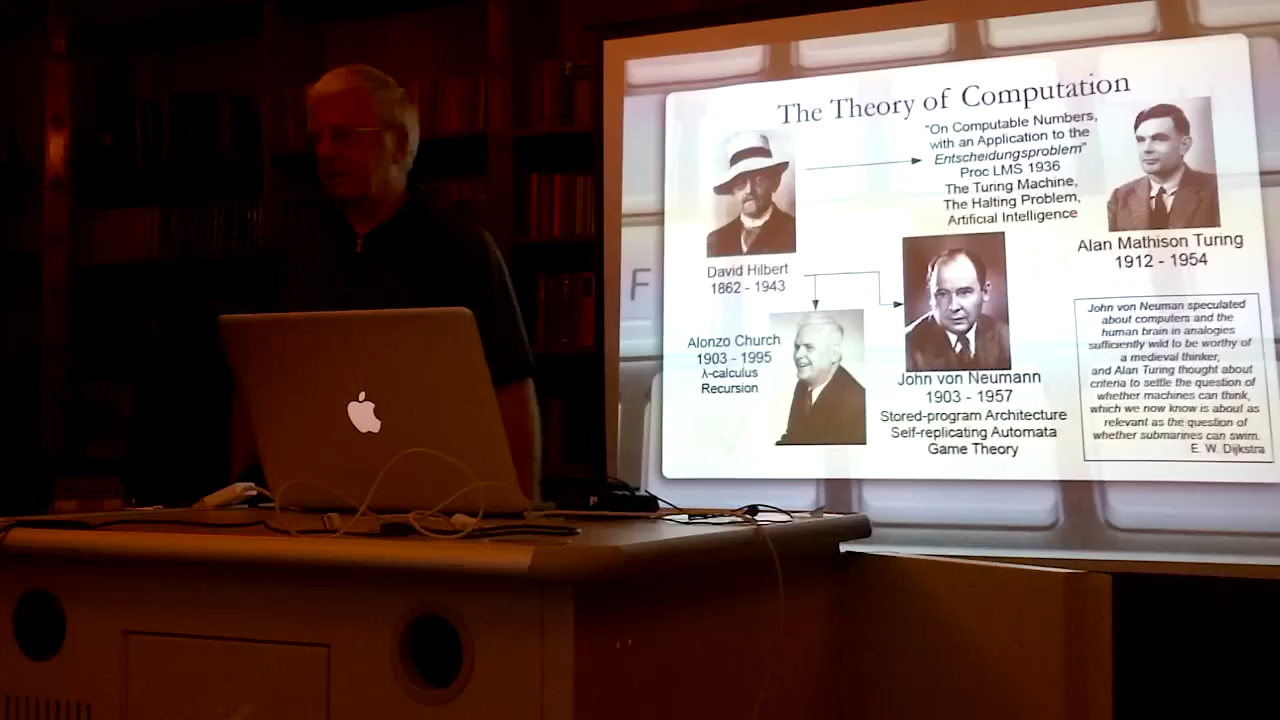 The Theory of Computation
"On Computable Numbers,
with an Application to the
Entscheidungsproblem"
Proc LMS 1936
The Turing Machine,
The Halting Problem,
Artificial Intelligence
Alan Mathison Turing
1912 - 1954
David Hilbert
1862 - 1943
F
Alonzo Church
1903 - 1995
λ-calculus
Recursion
John von Neumann
1903 - 1957
Stored-program Architecture
Self-replicating Automata
Game Theory
John von Neuman speculated
about computers and the
human brain in analogies
sufficiently wild to be worthy of
a medieval thinker,
and Alan Turing thought about
criteria to settle the question of
whether machines can think,
which we now know is about as
relevant as the question of
whether submarines can swim.
E. W. Dijkstra